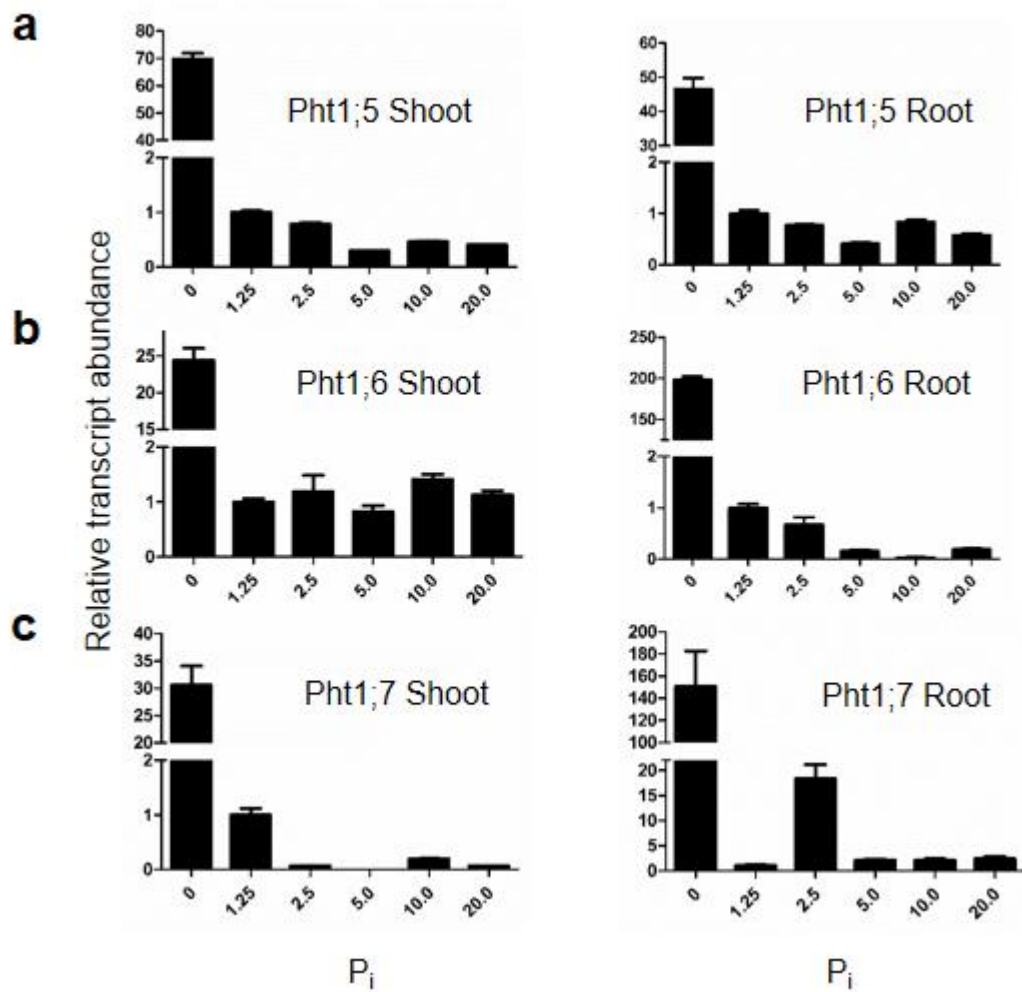 a
80
70
60
50
40
2
1
0
Pht1;5 Shoot
0 1.25 2.5 5.0 10.0 20.0
60
50
40
30
2
1
0
Pht1;5 Root
0 1.25 2.5 5.0 10.0 20.0
Relative transcript abundance
b
25
20
15
2
1
0
Pht1;6 Shoot
0 1.25 2.5 5.0 10.0 20.0
250
200
150
2
1
0
Pht1;6 Root
0 1.25 2.5 5.0 10.0 20.0
c
40
35
30
25
20
2
1
0
Pht1;7 Shoot
0 1.25 2.5 5.0 10.0 20.0
200
180
160
140
120
100
20
15
10
5
0
Pht1;7 Root
0 1.25 2.5 5.0 10.0 20.0
Pi
Pi